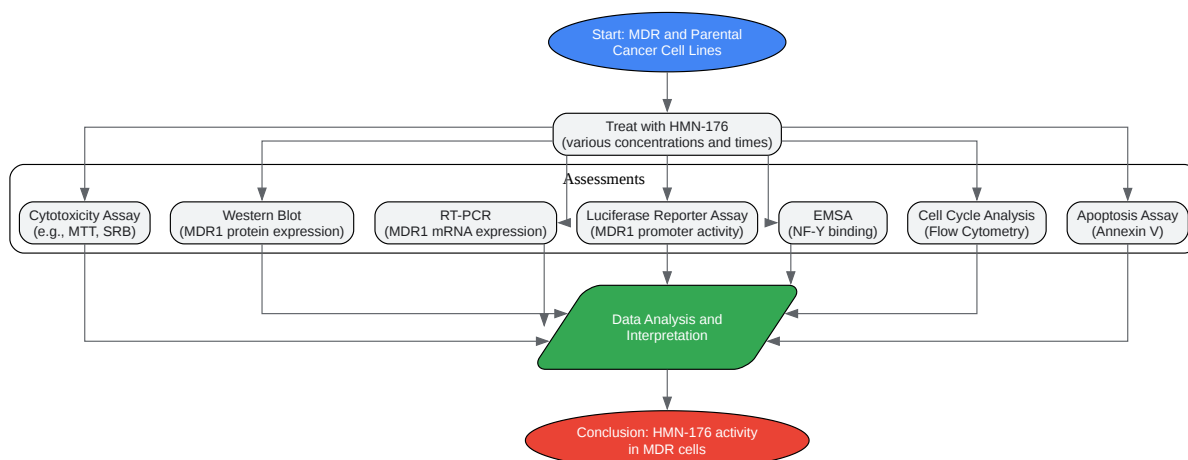 Start: MDR and Parental
Cancer Cell Lines
Treat with HMN-176
(various concentrations and times)
Assessments
Cytotoxicity Assay
(e.g., MTT, SRB)
Western Blot
(MDR1 protein expression)
RT-PCR
(MDR1 mRNA expression)
Luciferase Reporter Assay
(MDR1 promoter activity)
EMSA
(NF-Y binding)
Cell Cycle Analysis
(Flow Cytometry)
Apoptosis Assay
(Annexin V)
Data Analysis and
Interpretation
Conclusion: HMN-176 activity
in MDR cells